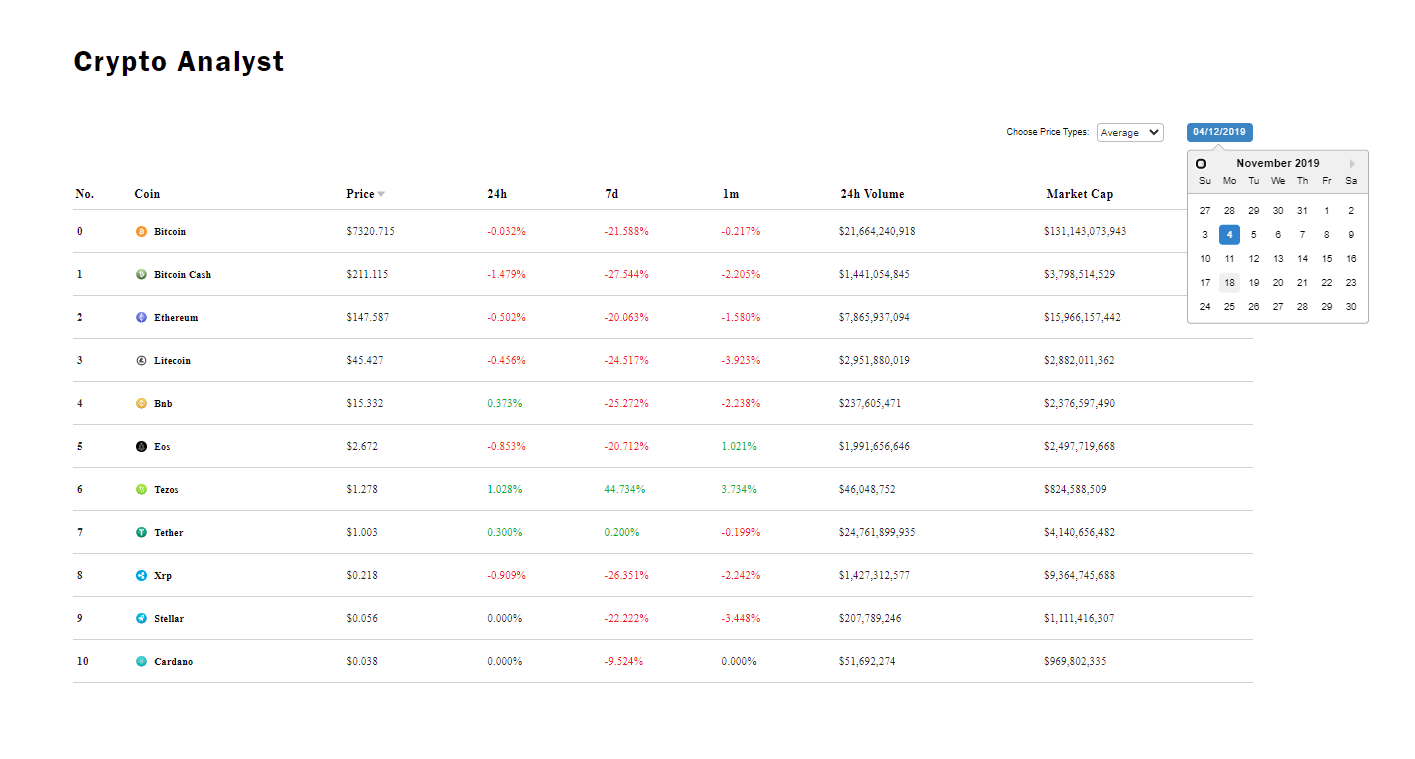 Crypto Analyst
Choose Price Types: Average 04/12/2019
November 2019
Su Mo Tu We Th Fr Sa
27 28 29 30 31 1 2
3 4 5 6 7 8 9
10 11 12 13 14 15 16
17 18 19 20 21 22 23
24 25 26 27 28 29 30
No. Coin Price 24h 7d 1m 24h Volume Market Cap
0 Bitcoin $7320.715 -0.032% -21.588% -0.217% $21,664,240,918 $131,143,073,943
1 Bitcoin Cash $211.115 -1.479% -27.544% -2.205% $1,441,054,845 $3,798,514,529
2 Ethereum $147.587 -0.502% -20.063% -1.580% $7,865,937,094 $15,966,157,442
3 Litecoin $45.427 -0.456% -24.517% -3.923% $2,951,880,019 $2,882,011,362
4 Bnb $15.332 0.373% -25.272% -2.238% $237,605,471 $2,376,597,490
5 Eos $2.672 -0.853% -20.712% 1.021% $1,991,656,646 $2,497,719,668
6 Tezos $1.278 1.028% 44.734% 3.734% $46,048,752 $824,588,509
7 Tether $1.003 0.300% 0.200% -0.199% $24,761,899,935 $4,140,656,482
8 Xrp $0.218 -0.909% -26.351% -2.242% $1,427,312,577 $9,364,745,688
9 Stellar $0.056 0.000% -22.222% -3.448% $207,789,246 $1,111,416,307
10 Cardano $0.038 0.000% -9.524% 0.000% $51,692,274 $969,802,335